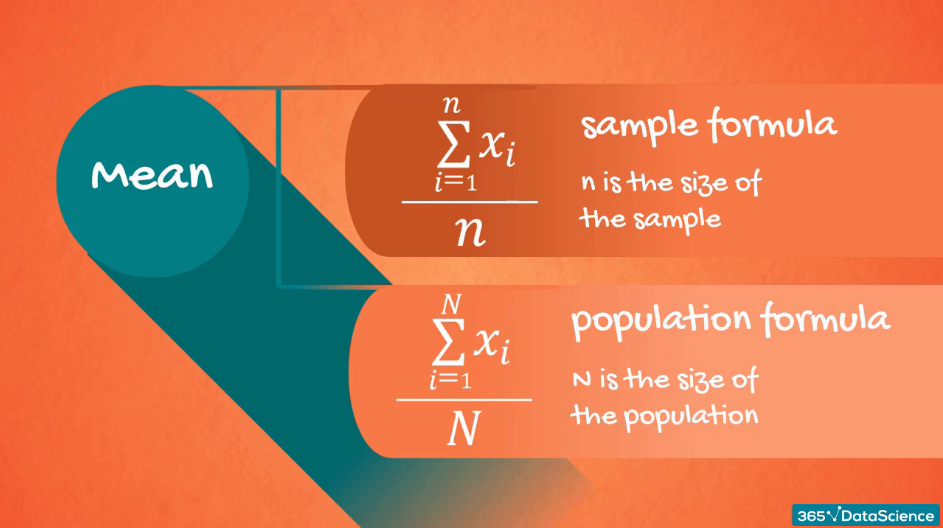 Mean
\frac{\sum_{i=1}^{n} x_i}{n}
sample formula
n is the size of
the sample
\frac{\sum_{i=1}^{N} x_i}{N}
population formula
N is the size of
the population
365 DataScience